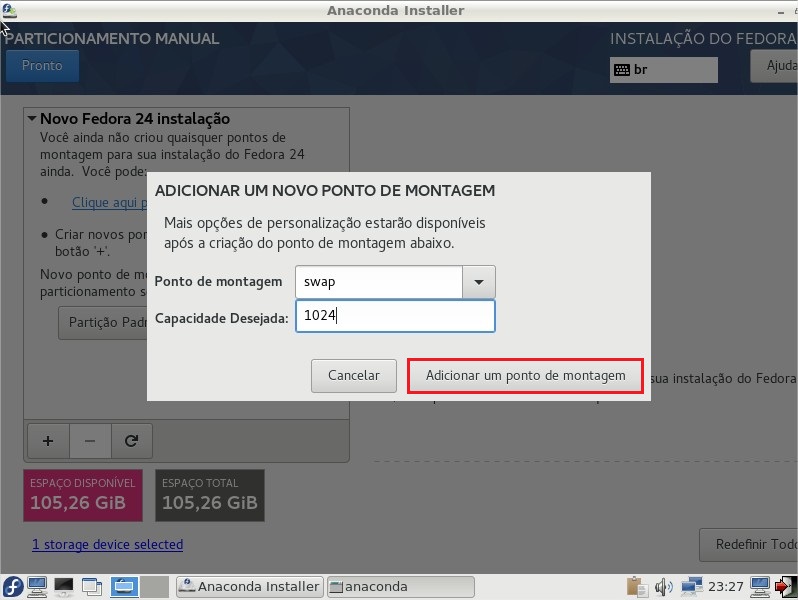 Anaconda Installer
PARTICIONAMENTO MANUAL
INSTALAÇÃO DO FEDORA
Pronto
br
Ajuda
Novo Fedora 24 instalação
Você ainda não criou quaisquer pontos de
montagem para sua instalação do Fedora 24
ainda. Você pode:
Clique aqui p
Criar novos por
botão '+'.
Novo ponto de mo
particionamento s
Partição Padr
ADICIONAR UM NOVO PONTO DE MONTAGEM
Mais opções de personalização estarão disponíveis
após a criação do ponto de montagem abaixo.
Ponto de montagem
swap
Capacidade Desejada:
1024
Cancelar
Adicionar um ponto de montagem
sua instalação do Fedora
+
−
ESPAÇO DISPONÍVEL
105,26 GiB
ESPAÇO TOTAL
105,26 GiB
1 storage device selected
Redefinir Todo
Anaconda Installer
anaconda
23:27